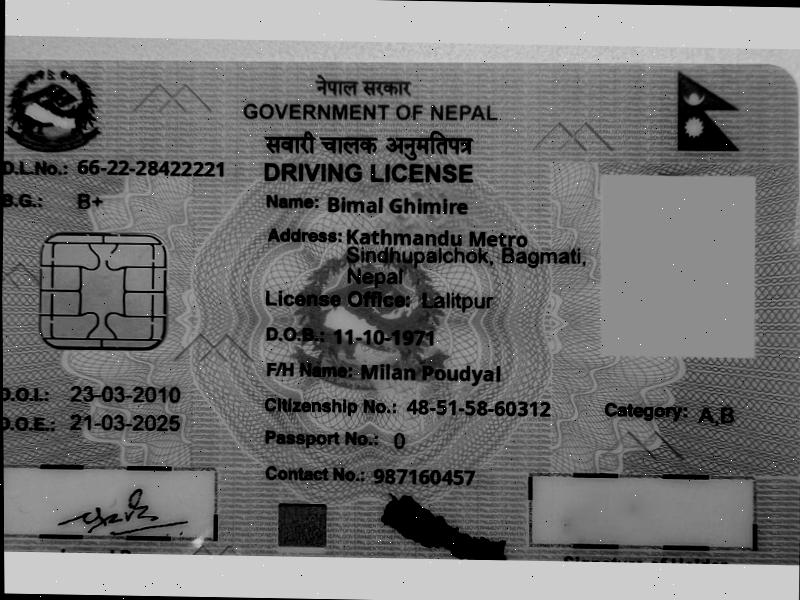 नेपाल सरकार
GOVERNMENT OF NEPAL
सवारी चालक अनुमतिपत्र
D.L.No.: 66-22-28422221
DRIVING LICENSE
B.G.: B+
Name: Bimal Ghimire
Address: Kathmandu Metro
Sindhupalchok, Bagmati,
Nepal
License Office: Lalitpur
D.O.B.: 11-10-1971
F/H Name: Milan Poudyal
D.O.I.: 23-03-2010
Citizenship No.: 48-51-58-60312
Category: A,B
D.O.E.: 21-03-2025
Passport No.: 0
Contact No.: 987160457